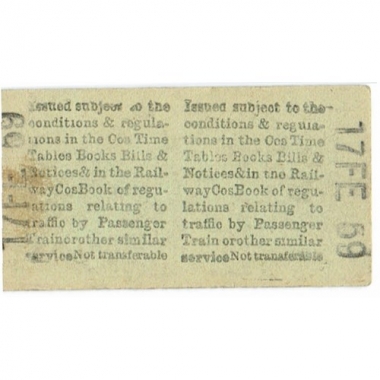 17FE 69
Issued subject to the
conditions & regula-
tions in the Cos Time
Tables Books Bills &
Notices & in the Rail-
way Cos Book of regu-
lations relating to
traffic by Passenger
Train or other similar
service Not transferable
Issued subject to the
conditions & regula-
tions in the Cos Time
Tables Books Bills &
Notices & in the Rail-
way Cos Book of regu-
lations relating to
traffic by Passenger
Train or other similar
service Not transferable
17FE 69